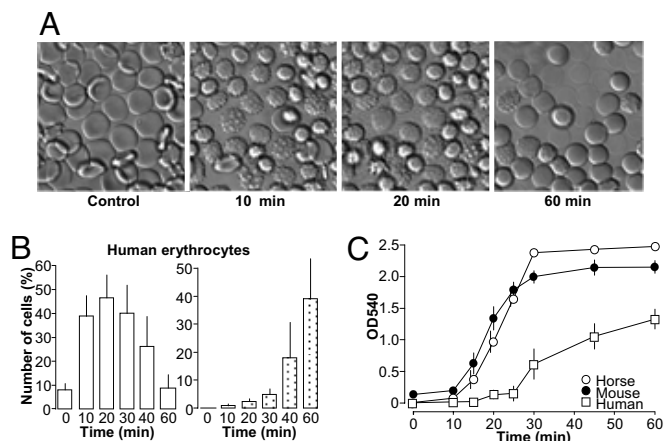 A
Control 10 min 20 min 60 min
B
Human erythrocytes
Number of cells (%)
60
50
40
30
20
10
0
0 10 20 30 40 60
Time (min)
50
40
30
20
10
0
0 10 20 30 40 60
Time (min)
C
OD540
2.5
2.0
1.5
1.0
0.5
0
Horse
Mouse
Human
0 10 20 30 40 50 60
Time (min)